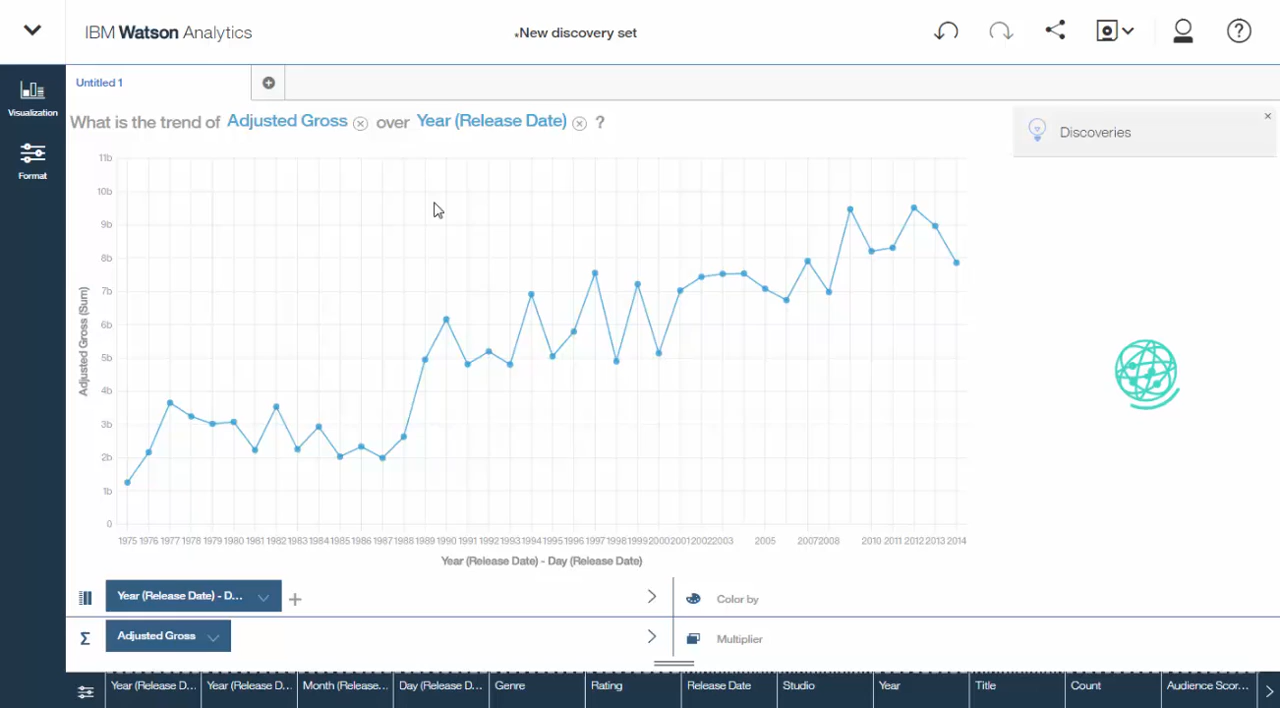 IBM Watson Analytics
*New discovery set
Untitled 1
Visualization
Format
What is the trend of Adjusted Gross over Year (Release Date) ?
Discoveries
11b
10b
9b
8b
7b
6b
5b
4b
3b
2b
1b
0
Adjusted Gross (Sum)
1975 1976 1977 1978 1979 1980 1981 1982 1983 1984 1985 1986 1987 1988 1989 1990 1991 1992 1993 1994 1995 1996 1997 1998 1999 2000 2001 2002 2003 2005 2007 2008 2010 2011 2012 2013 2014
Year (Release Date) - Day (Release Date)
Year (Release Date) - D...
Color by
Adjusted Gross
Multiplier
Year (Release D... Year (Release D... Month (Release... Day (Release D... Genre Rating Release Date Studio Year Title Count Audience Scor...